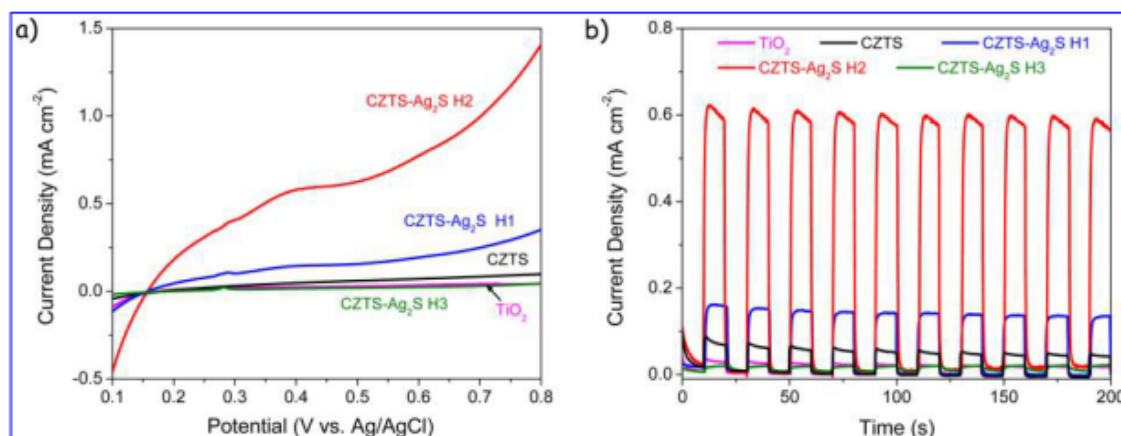 a)
1.5
1.0
0.5
0.0
-0.5
Current Density (mA cm⁻²)
CZTS-Ag₂S H2
CZTS-Ag₂S H1
CZTS
CZTS-Ag₂S H3
TiO₂
0.1 0.2 0.3 0.4 0.5 0.6 0.7 0.8
Potential (V vs. Ag/AgCl)
b)
0.8
0.6
0.4
0.2
0.0
Current Density (mA cm⁻²)
TiO₂ CZTS CZTS-Ag₂S H1
CZTS-Ag₂S H2 CZTS-Ag₂S H3
0 50 100 150 200
Time (s)